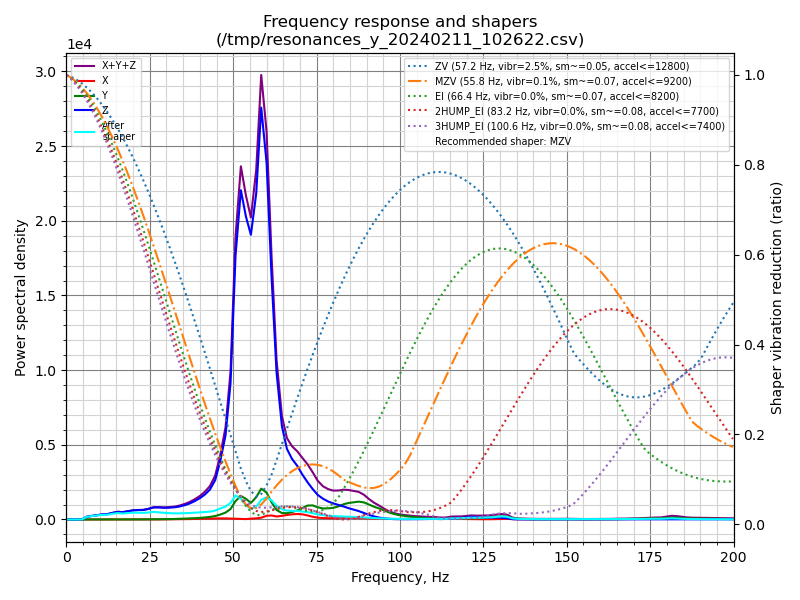 Frequency response and shapers
(/tmp/resonances_y_20240211_102622.csv)
1e4
X+Y+Z
X
Y
Z
After
shaper
ZV (57.2 Hz, vibr=2.5%, sm~=0.05, accel<=12800)
MZV (55.8 Hz, vibr=0.1%, sm~=0.07, accel<=9200)
EI (66.4 Hz, vibr=0.0%, sm~=0.07, accel<=8200)
2HUMP_EI (83.2 Hz, vibr=0.0%, sm~=0.08, accel<=7700)
3HUMP_EI (100.6 Hz, vibr=0.0%, sm~=0.08, accel<=7400)
Recommended shaper: MZV
3.0
2.5
2.0
1.5
1.0
0.5
0.0
Power spectral density
1.0
0.8
0.6
0.4
0.2
0.0
Shaper vibration reduction (ratio)
0 25 50 75 100 125 150 175 200
Frequency, Hz